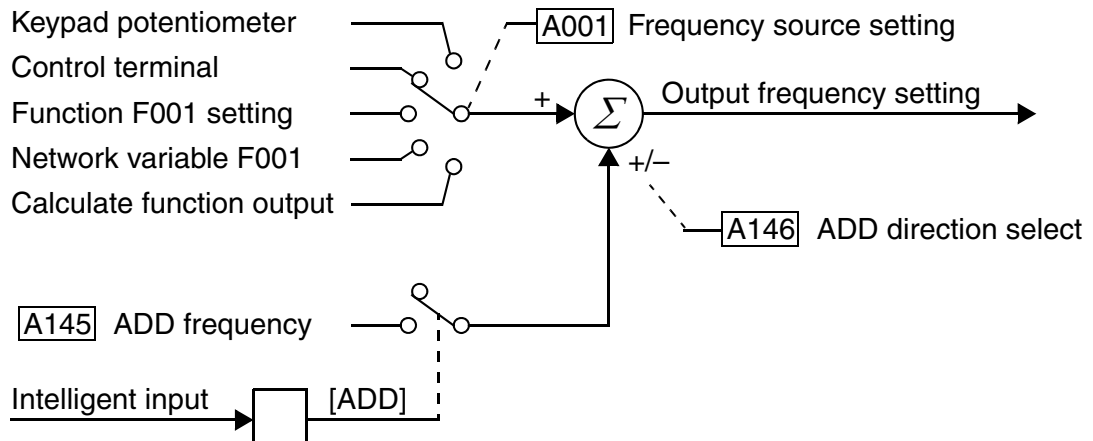 Keypad potentiometer
A001 Frequency source setting
Control terminal
Function F001 setting
+
Σ
Output frequency setting
Network variable F001
+/–
Calculate function output
A146 ADD direction select
A145 ADD frequency
Intelligent input
[ADD]